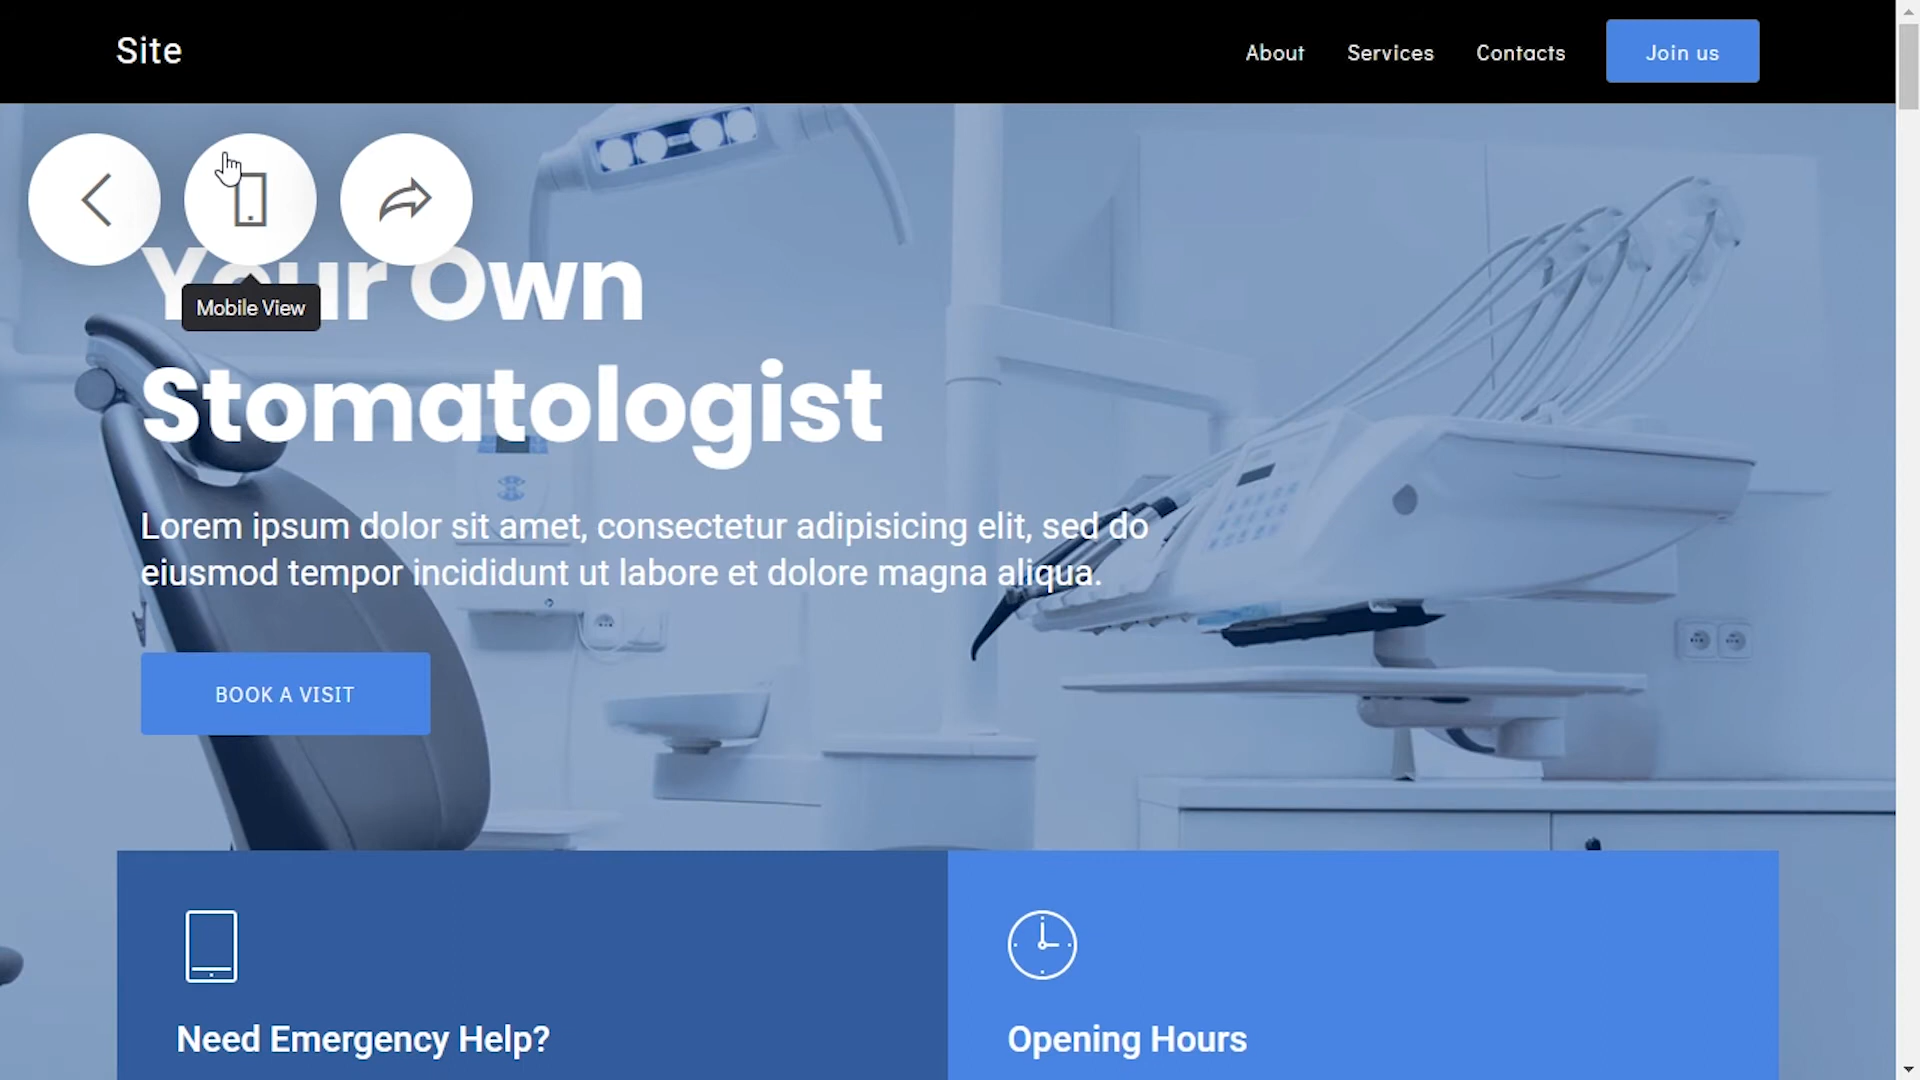 Site
About Services Contacts Join us
Your Own
Mobile View
Stomatologist
Lorem ipsum dolor sit amet, consectetur adipisicing elit, sed do
eiusmod tempor incididunt ut labore et dolore magna aliqua.
BOOK A VISIT
Need Emergency Help?
Opening Hours